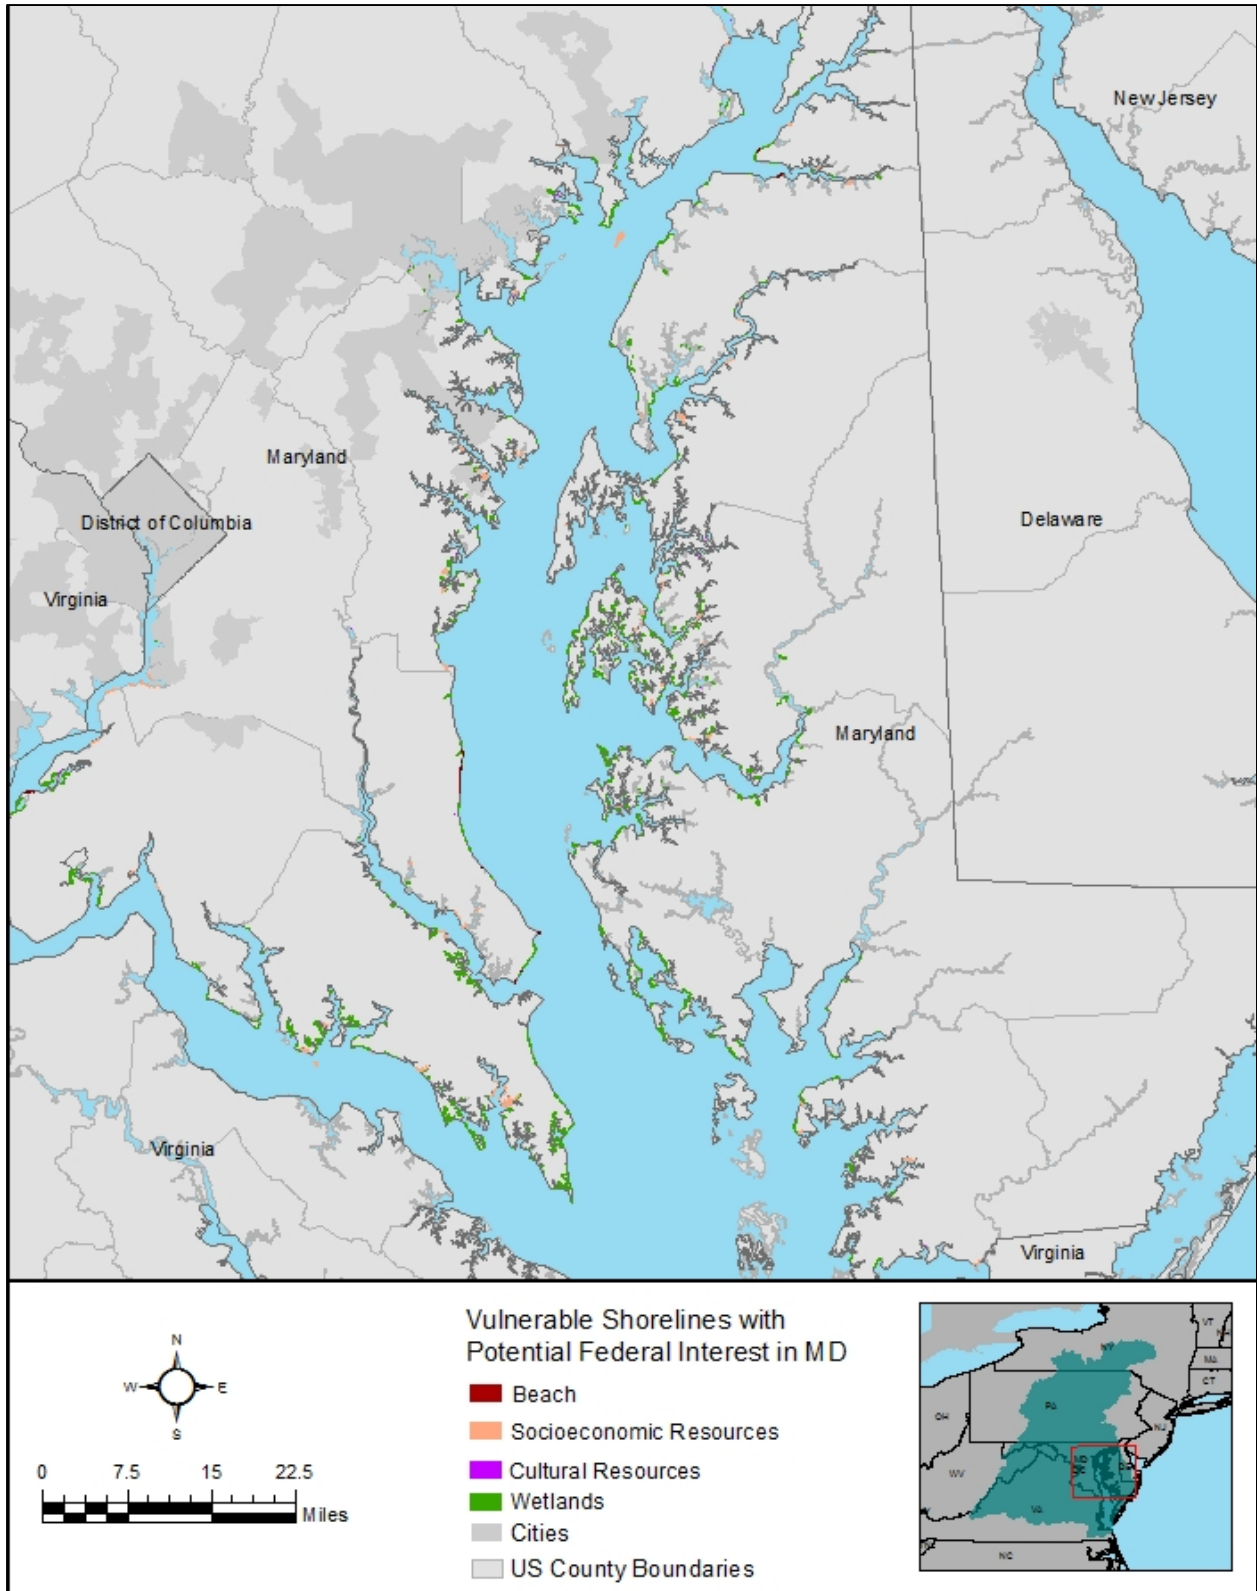 New Jersey
Maryland
District of Columbia
Delaware
Virginia
Maryland
Virginia
Virginia
Vulnerable Shorelines with
Potential Federal Interest in MD
N
W
E
S
0 7.5 15 22.5
Miles
Beach
Socioeconomic Resources
Cultural Resources
Wetlands
Cities
US County Boundaries
VT
NH
NY
MA
CT
PA
OH
NJ
WV
VA
NC